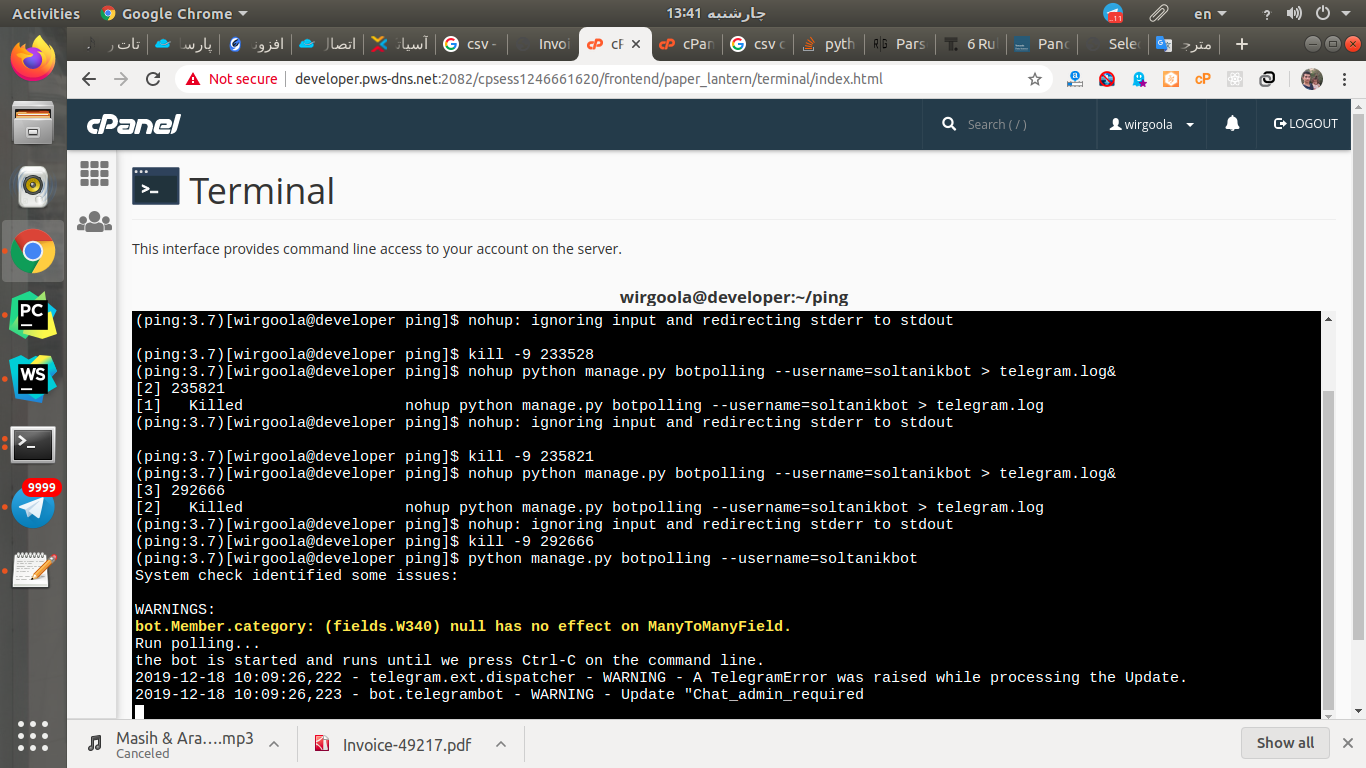 Activities
Google Chrome
13:41 چارشنبه
11
en
?
تات ر
پارسا
افزونه
اتصال
آسیات
csv -
Invoi
cP
cPan
csv c
pyth
Pars
6 Ru
Pand
Selec
مترج
Not secure
developer.pws-dns.net:2082/cpsess1246661620/frontend/paper_lantern/terminal/index.html
cP
cPanel
Search ( / )
wirgoola
LOGOUT
Terminal
This interface provides command line access to your account on the server.
wirgoola@developer:~/ping
(ping:3.7)[wirgoola@developer ping]$ nohup: ignoring input and redirecting stderr to stdout
(ping:3.7)[wirgoola@developer ping]$ kill -9 233528
(ping:3.7)[wirgoola@developer ping]$ nohup python manage.py botpolling --username=soltanikbot > telegram.log&
[2] 235821
[1]   Killed                  nohup python manage.py botpolling --username=soltanikbot > telegram.log
(ping:3.7)[wirgoola@developer ping]$ nohup: ignoring input and redirecting stderr to stdout
(ping:3.7)[wirgoola@developer ping]$ kill -9 235821
(ping:3.7)[wirgoola@developer ping]$ nohup python manage.py botpolling --username=soltanikbot > telegram.log&
[3] 292666
[2]   Killed                  nohup python manage.py botpolling --username=soltanikbot > telegram.log
(ping:3.7)[wirgoola@developer ping]$ nohup: ignoring input and redirecting stderr to stdout
(ping:3.7)[wirgoola@developer ping]$ kill -9 292666
(ping:3.7)[wirgoola@developer ping]$ python manage.py botpolling --username=soltanikbot
System check identified some issues:
WARNINGS:
bot.Member.category: (fields.W340) null has no effect on ManyToManyField.
Run polling...
the bot is started and runs until we press Ctrl-C on the command line.
2019-12-18 10:09:26,222 - telegram.ext.dispatcher - WARNING - A TelegramError was raised while processing the Update.
2019-12-18 10:09:26,223 - bot.telegrambot - WARNING - Update "Chat_admin_required
PC
WS
9999
Masih & Ara....mp3
Canceled
Invoice-49217.pdf
Show all